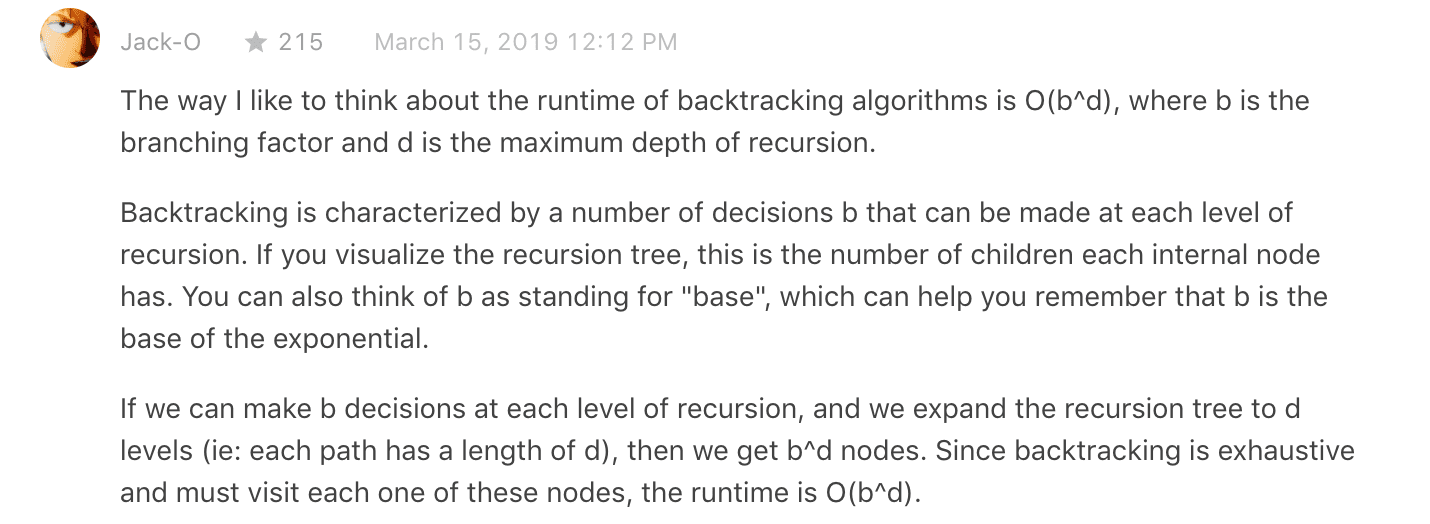 Jack-O ★ 215 March 15, 2019 12:12 PM
The way I like to think about the runtime of backtracking algorithms is O(b^d), where b is the
branching factor and d is the maximum depth of recursion.
Backtracking is characterized by a number of decisions b that can be made at each level of
recursion. If you visualize the recursion tree, this is the number of children each internal node
has. You can also think of b as standing for "base", which can help you remember that b is the
base of the exponential.
If we can make b decisions at each level of recursion, and we expand the recursion tree to d
levels (ie: each path has a length of d), then we get b^d nodes. Since backtracking is exhaustive
and must visit each one of these nodes, the runtime is O(b^d).